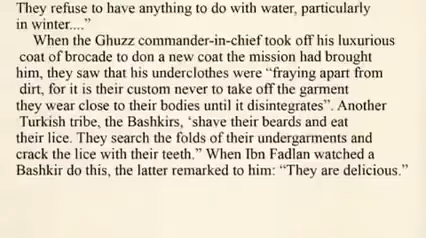 They refuse to have anything to do with water, particularly
in winter....”
When the Ghuzz commander-in-chief took off his luxurious
coat of brocade to don a new coat the mission had brought
him, they saw that his underclothes were “fraying apart from
dirt, for it is their custom never to take off the garment
they wear close to their bodies until it disintegrates”. Another
Turkish tribe, the Bashkirs, ‘shave their beards and eat
their lice. They search the folds of their undergarments and
crack the lice with their teeth.” When Ibn Fadlan watched a
Bashkir do this, the latter remarked to him: “They are delicious.”